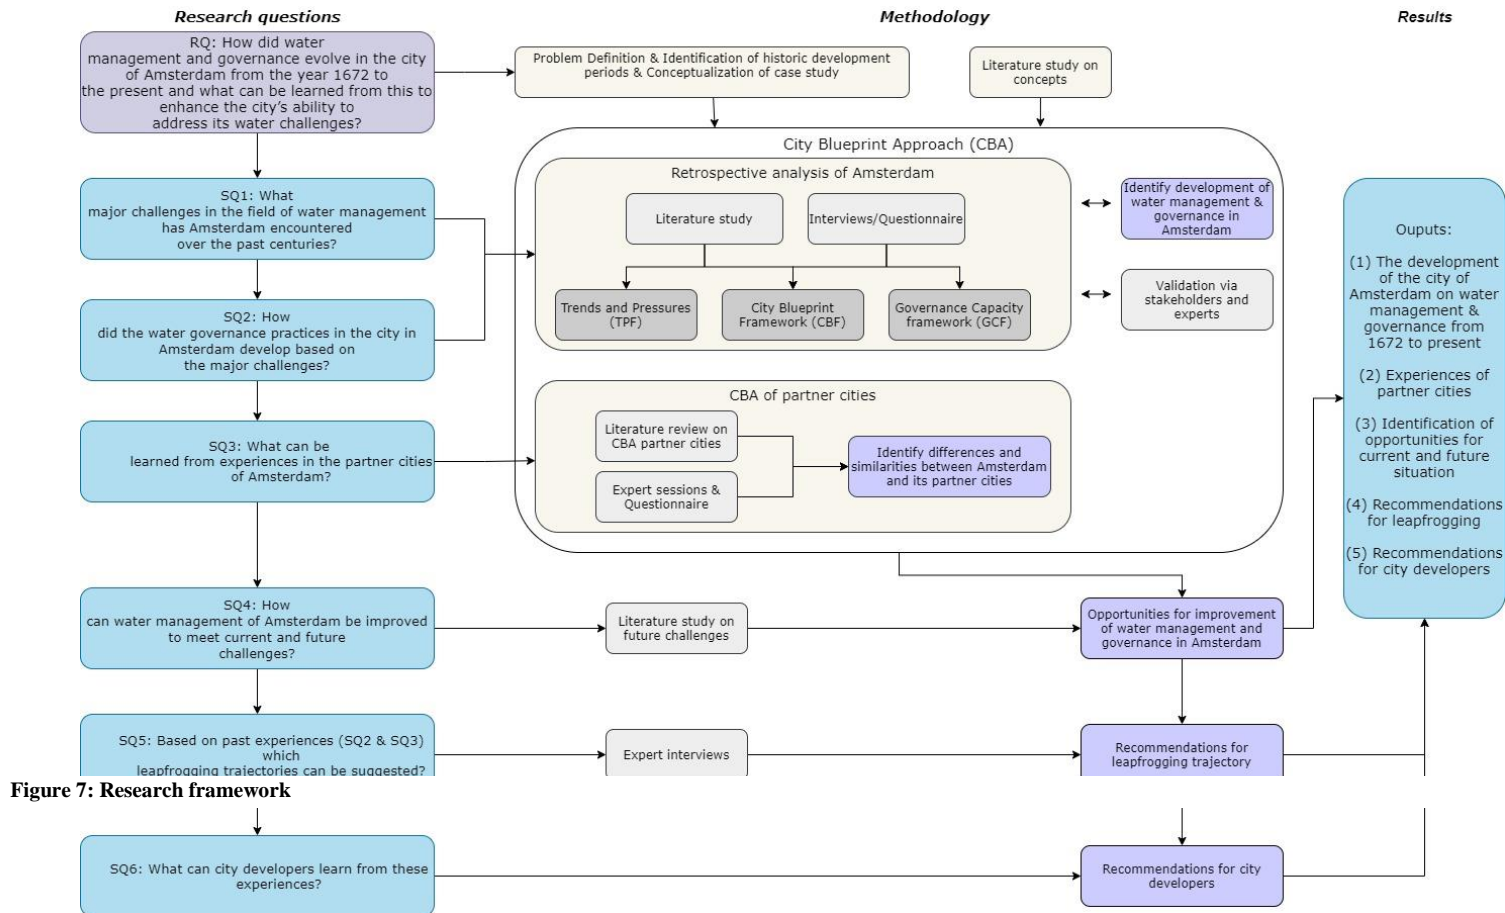 Research questions
Methodology
Results
RQ: How did water
management and governance evolve in the city
of Amsterdam from the year 1672 to
the present and what can be learned from this to
enhance the city's ability to
address its water challenges?
Problem Definition & Identification of historic development
periods & Conceptualization of case study
Literature study on
concepts
City Blueprint Approach (CBA)
Retrospective analysis of Amsterdam
Literature study
Interviews/Questionnaire
Trends and Pressures
(TPF)
City Blueprint
Framework (CBF)
Governance Capacity
framework (GCF)
Identify development of
water management &
governance in
Amsterdam
Validation via
stakeholders and
experts
SQ1: What
major challenges in the field of water management
has Amsterdam encountered
over the past centuries?
SQ2: How
did the water governance practices in the city in
Amsterdam develop based on
the major challenges?
SQ3: What can be
learned from experiences in the partner cities
of Amsterdam?
CBA of partner cities
Literature review on
CBA partner cities
Expert sessions &
Questionnaire
Identify differences and
similarities between Amsterdam
and its partner cities
Ouputs:
(1) The development
of the city of
Amsterdam on water
management &
governance from
1672 to present
(2) Experiences of
partner cities
(3) Identification of
opportunities for
current and future
situation
(4) Recommendations
for leapfrogging
(5) Recommendations
for city developers
SQ4: How
can water management of Amsterdam be improved
to meet current and future
challenges?
Literature study on
future challenges
Opportunities for improvement
of water management and
governance in Amsterdam
SQ5: Based on past experiences (SQ2 & SQ3)
which
leapfrogging trajectories can be suggested?
Expert interviews
Recommendations for
leapfrogging trajectory
Figure 7: Research framework
SQ6: What can city developers learn from these
experiences?
Recommendations for city
developers